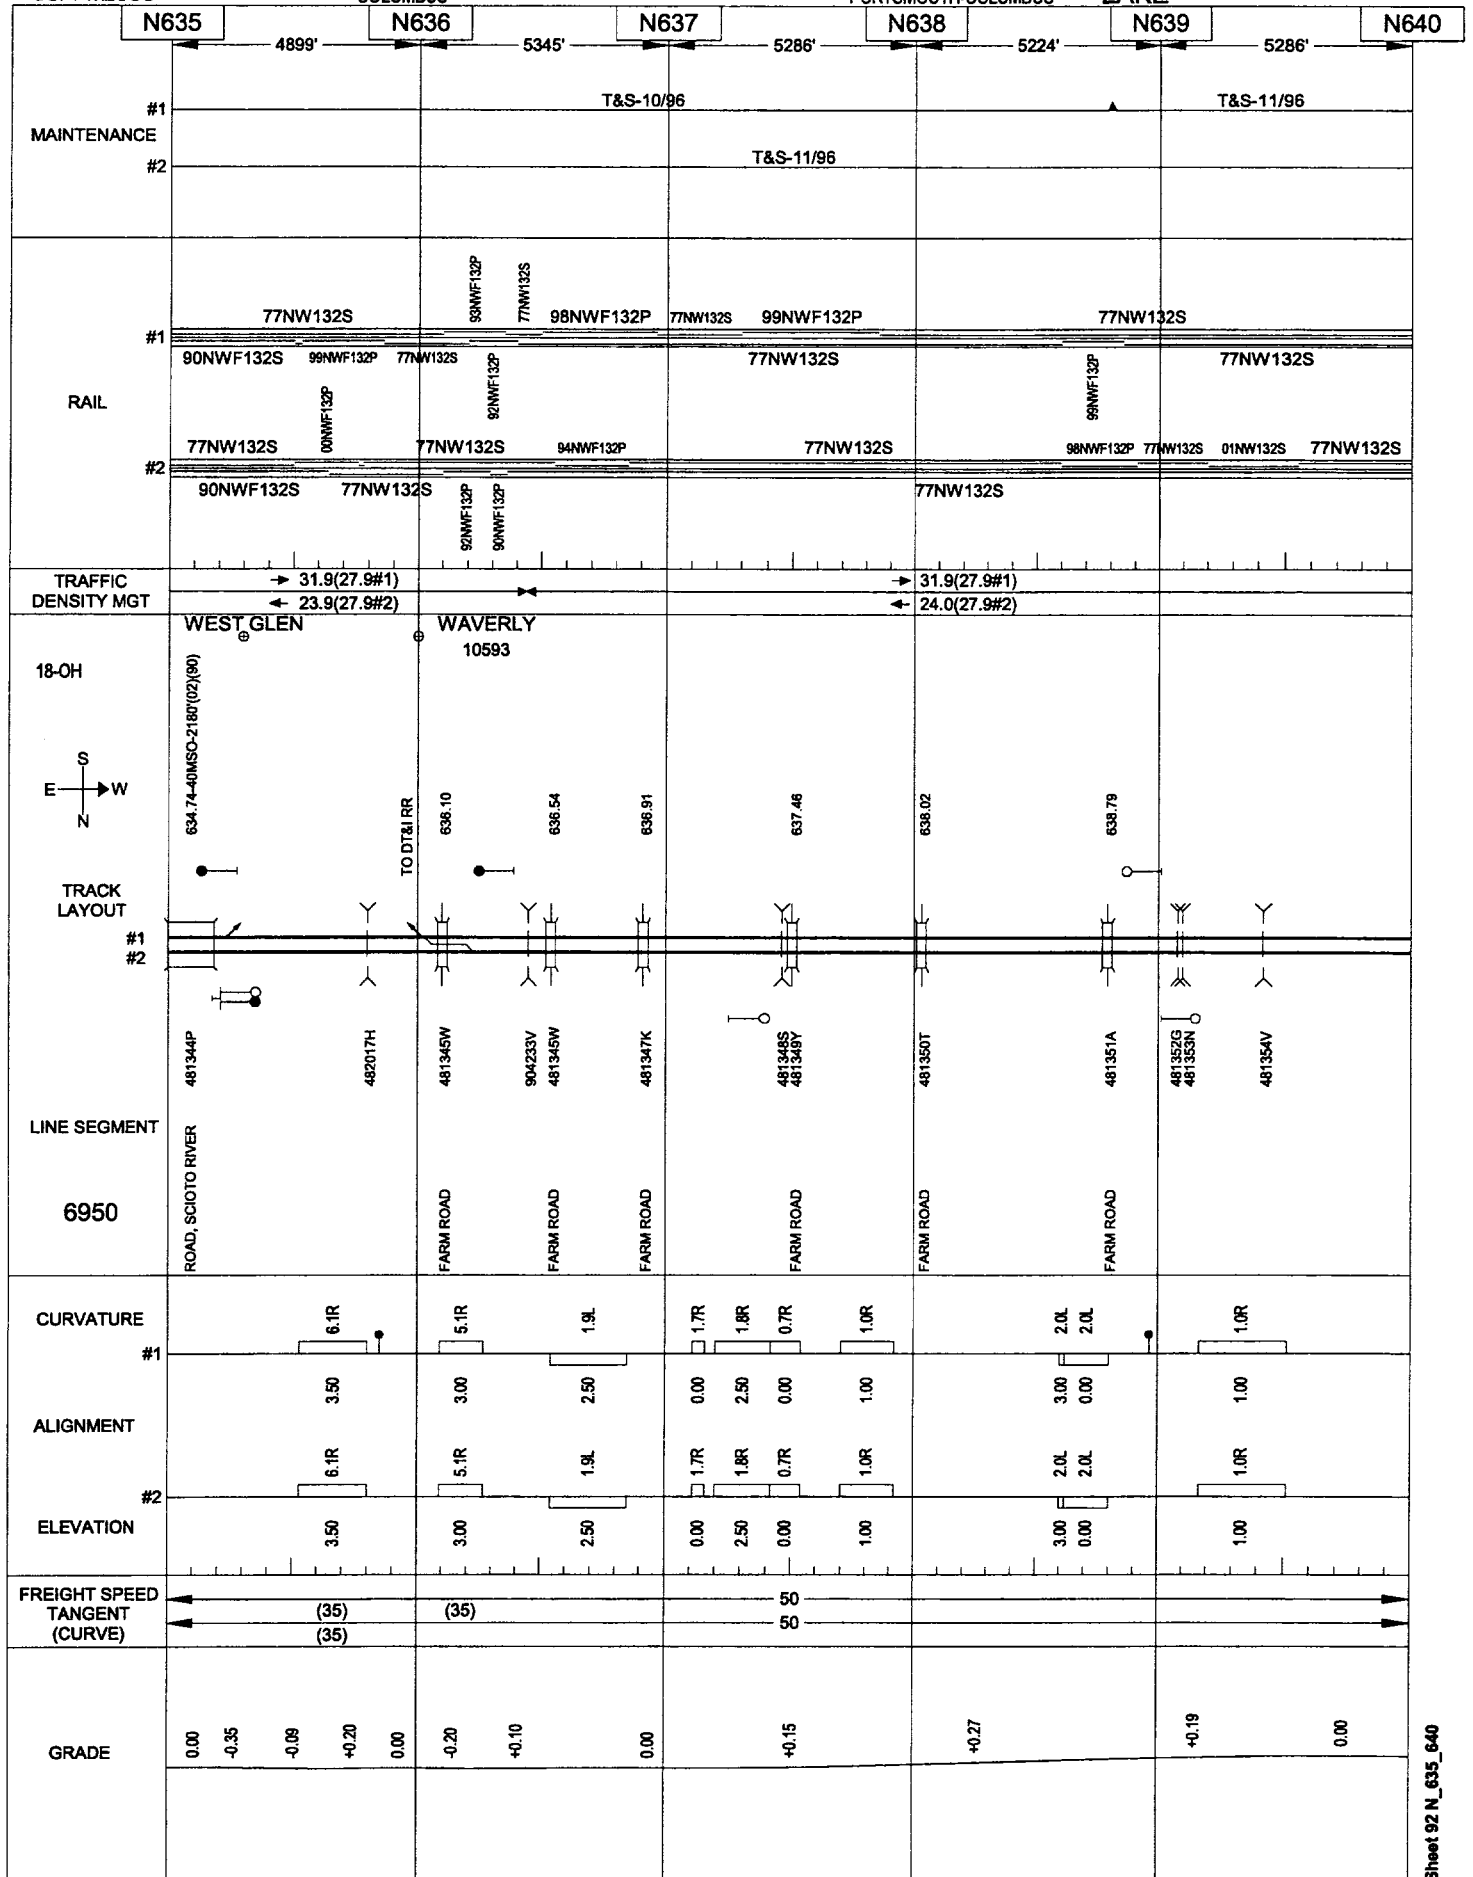 N635 N636 N637 N638 N639 N640
4899' 5345' 5286' 5224' 5286'
MAINTENANCE
#1 T&S-10/96 T&S-11/96
#2 T&S-11/96
RAIL
93NWF132P 77NW132S
77NW132S 98NWF132P 77NW132S 99NWF132P 77NW132S
#1
90NWF132S 99NWF132P 77NW132S 92NWF132P 77NW132S 99NWF132P 77NW132S
00NWF132P
77NW132S 77NW132S 94NWF132P 77NW132S 98NWF132P 77NW132S 01NW132S 77NW132S
#2
90NWF132S 77NW132S 92NWF132P 90NWF132P 77NW132S
TRAFFIC
DENSITY MGT
31.9(27.9#1) 31.9(27.9#1)
23.9(27.9#2) 24.0(27.9#2)
WEST GLEN WAVERLY
10593
18-OH
S
E W
N
634.74-40MSO-2180'(02)(90)
TO DT&I RR
636.10 636.54 636.91 637.46 638.02 638.79
TRACK
LAYOUT
#1
#2
481344P 482017H 481345W 904233V 481345W 481347K 481348S 481349Y 481350T 481351A 481352G 481353N 481354V
LINE SEGMENT
6950
ROAD, SCIOTO RIVER
FARM ROAD FARM ROAD FARM ROAD FARM ROAD FARM ROAD FARM ROAD
CURVATURE
6.1R 5.1R 1.9L 1.7R 1.8R 0.7R 1.0R 2.0L 2.0L 1.0R
#1
3.50 3.00 2.50 0.00 2.50 0.00 1.00 3.00 0.00 1.00
ALIGNMENT
6.1R 5.1R 1.9L 1.7R 1.8R 0.7R 1.0R 2.0L 2.0L 1.0R
#2
ELEVATION
3.50 3.00 2.50 0.00 2.50 0.00 1.00 3.00 0.00 1.00
FREIGHT SPEED
TANGENT
(CURVE)
50
(35) (35)
50
(35)
GRADE
0.00 -0.35 -0.09 +0.20 0.00 -0.20 +0.10 0.00 +0.15 +0.27 +0.19 0.00
Sheet 92 N_635_640